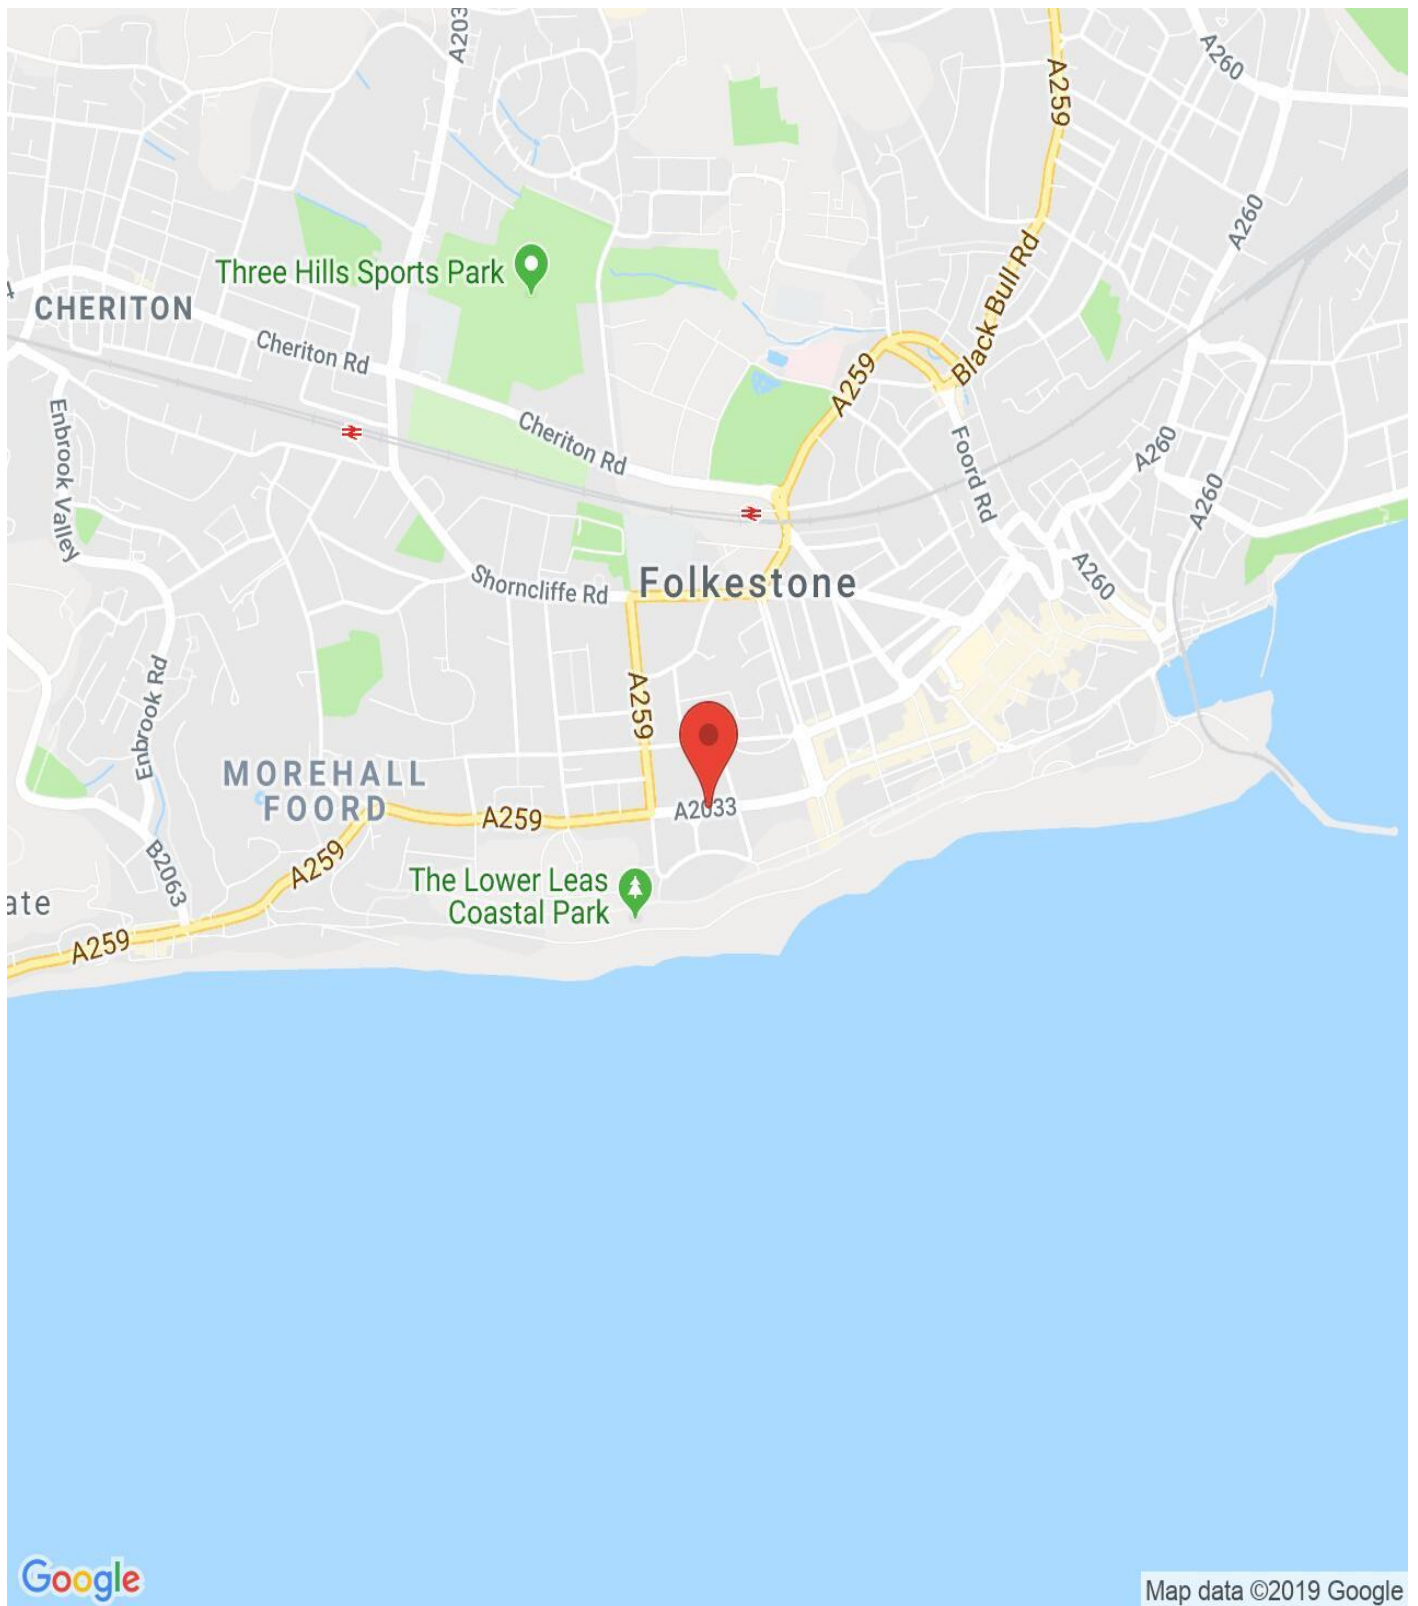 A203
A259
A260
A260
Three Hills Sports Park
CHERITON
Cheriton Rd
Black Bull Rd
A259
Enbrook Valley
Cheriton Rd
Foord Rd
A260
A260
Shorncliffe Rd
Folkestone
A260
Enbrook Rd
A259
MOREHALL
FOORD
A259
A2033
A259
B2063
The Lower Leas
Coastal Park
ate
A259
Google
Map data ©2019 Google